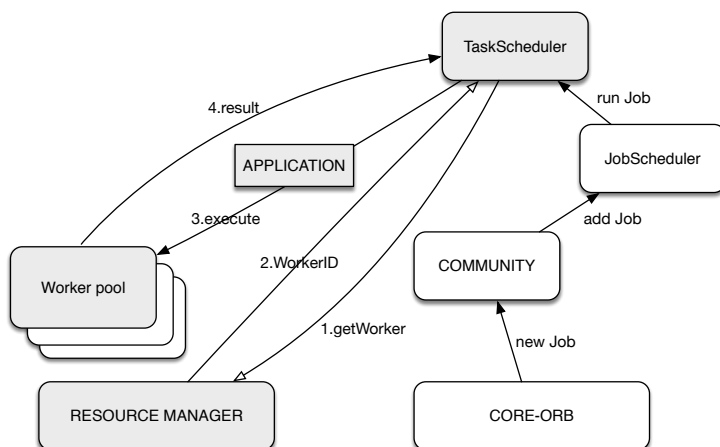 TaskScheduler
4.result
run Job
JobScheduler
APPLICATION
3.execute
add Job
2.WorkerID
COMMUNITY
Worker pool
1.getWorker
new Job
RESOURCE MANAGER
CORE-ORB